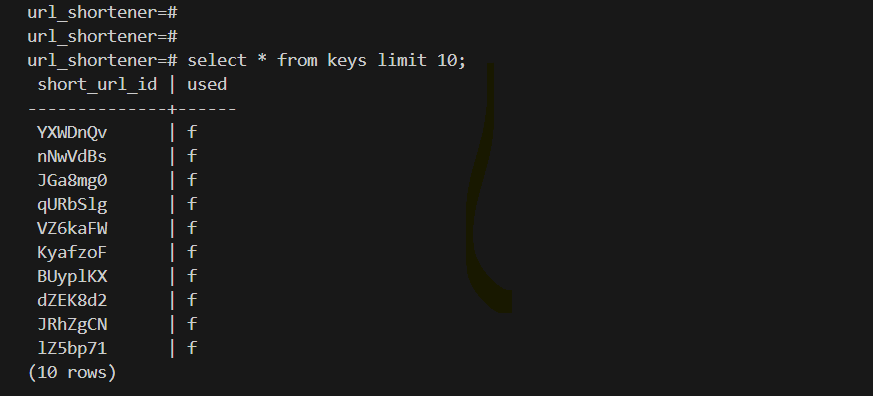 url_shortener=#
url_shortener=#
url_shortener=# select * from keys limit 10;
 short_url_id | used
--------------+------
 YXWDnQv      | f
 nNwVdBs      | f
 JGa8mg0      | f
 qURbSlg      | f
 VZ6kaFW      | f
 KyafzoF      | f
 BUyplKX      | f
 dZEK8d2      | f
 JRhZgCN      | f
 lZ5bp71      | f
(10 rows)